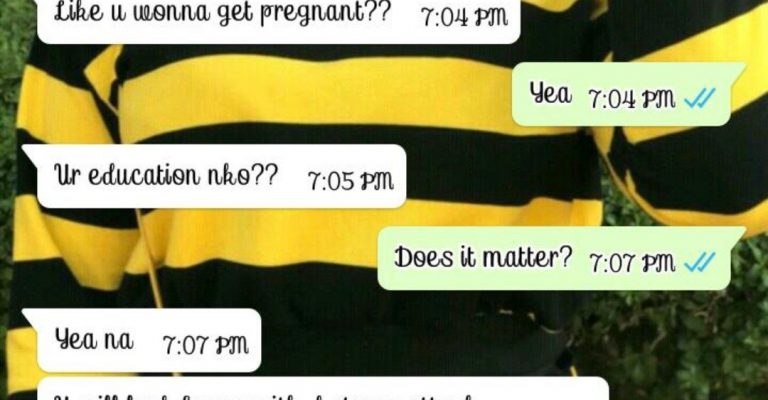 Like u wonna get pregnant?? 7:04 PM
Yea 7:04 PM
Ur education nko?? 7:05 PM
Does it matter? 7:07 PM
Yea na 7:07 PM